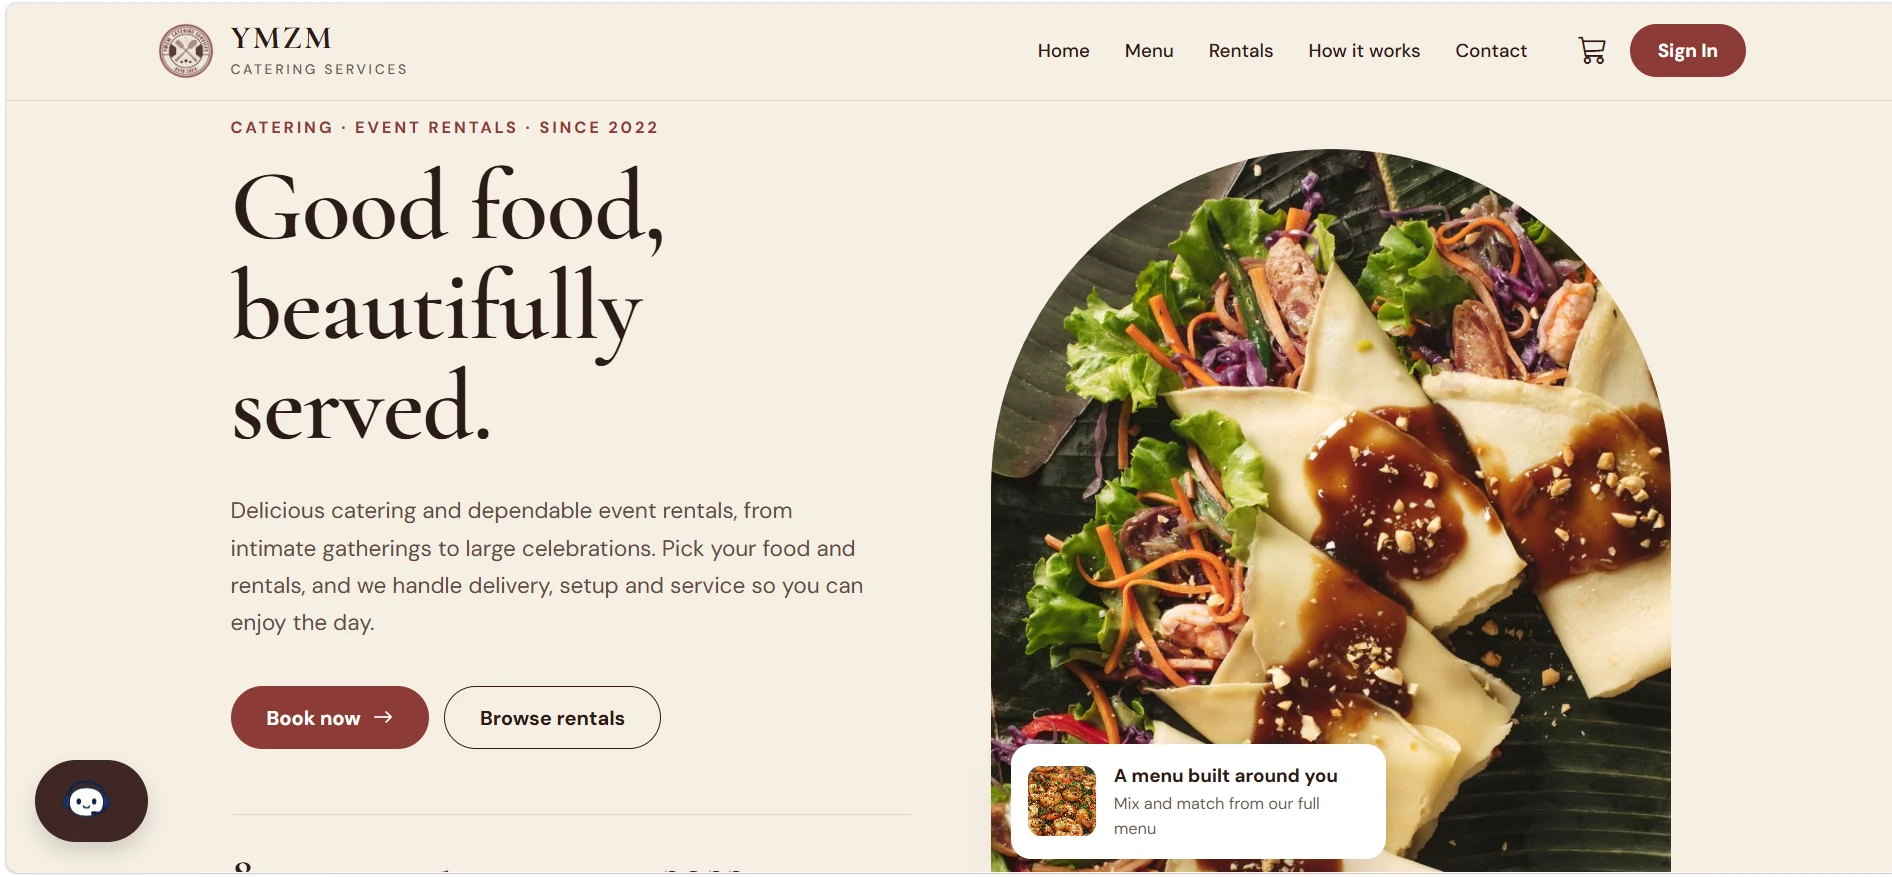 YMZM
CATERING SERVICES
Home
Menu
Rentals
How it works
Contact
Sign In
CATERING · EVENT RENTALS · SINCE 2022
Good food,
beautifully
served.
Delicious catering and dependable event rentals, from
intimate gatherings to large celebrations. Pick your food and
rentals, and we handle delivery, setup and service so you can
enjoy the day.
Book now →
Browse rentals
A menu built around you
Mix and match from our full
menu